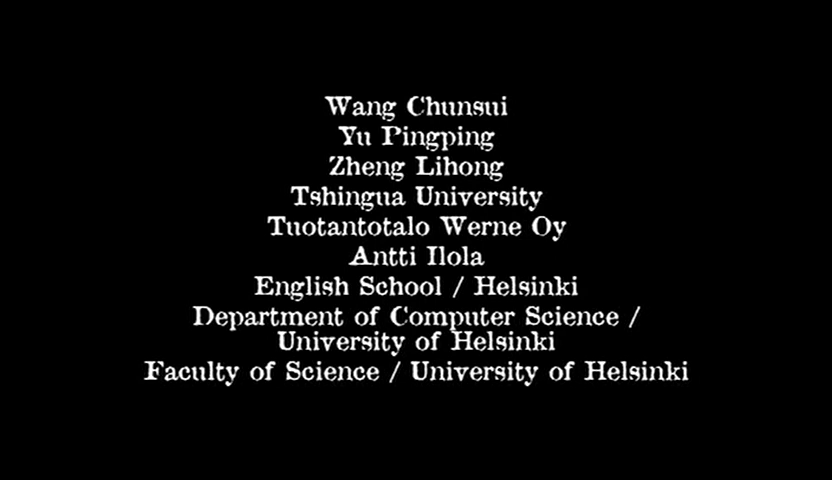 Wang Chunsui
Yu Pingping
Zheng Lihong
Tshingua University
Tuotantotalo Werne Oy
Antti Ilola
English School / Helsinki
Department of Computer Science /
University of Helsinki
Faculty of Science / University of Helsinki